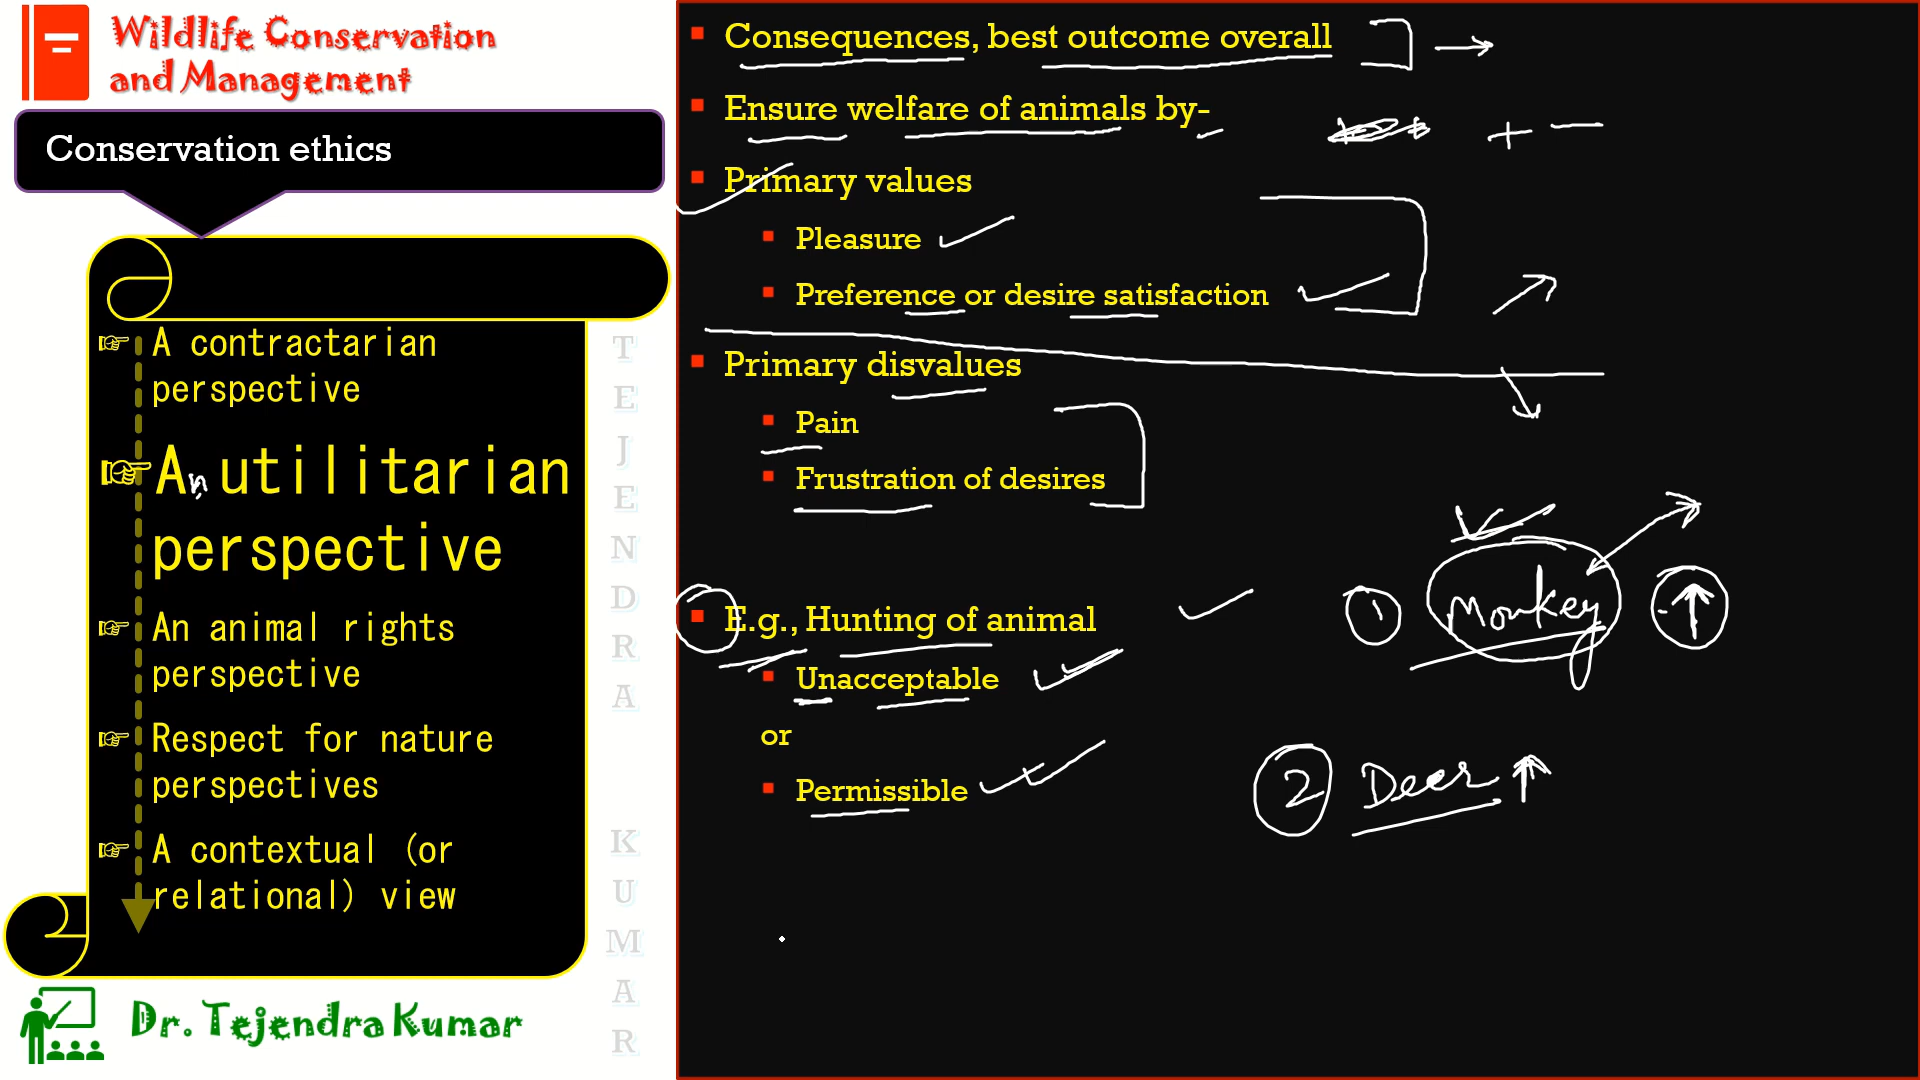 Wildlife Conservation
and Management
Conservation ethics
A contractarian
perspective
An utilitarian
perspective
An animal rights
perspective
Respect for nature
perspectives
A contextual (or
relational) view
Dr. Tejendra Kumar
TEJENDRA KUMAR
Consequences, best outcome overall
Ensure welfare of animals by-
+ -
Primary values
Pleasure
Preference or desire satisfaction
Primary disvalues
Pain
Frustration of desires
E.g., Hunting of animal
1 Monkey ↑
Unacceptable
or
Permissible
2 Deer ↑